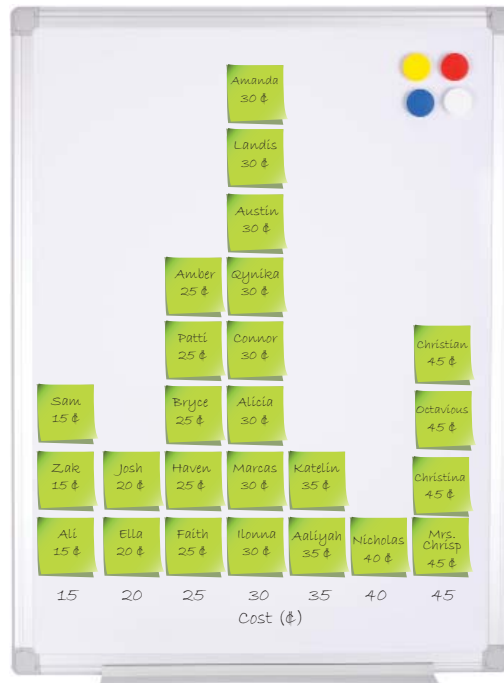 Amanda
30 ¢
Landis
30 ¢
Austin
30 ¢
Amber
25 ¢
Qynika
30 ¢
Patti
25 ¢
Connor
30 ¢
Christian
45 ¢
Sam
15 ¢
Bryce
25 ¢
Alicia
30 ¢
Octavious
45 ¢
Zak
15 ¢
Josh
20 ¢
Haven
25 ¢
Marcas
30 ¢
Katelin
35 ¢
Christina
45 ¢
Ali
15 ¢
Ella
20 ¢
Faith
25 ¢
Ilonna
30 ¢
Aaliyah
35 ¢
Nicholas
40 ¢
Mrs.
Chrisp
45 ¢
15 20 25 30 35 40 45
Cost (¢)